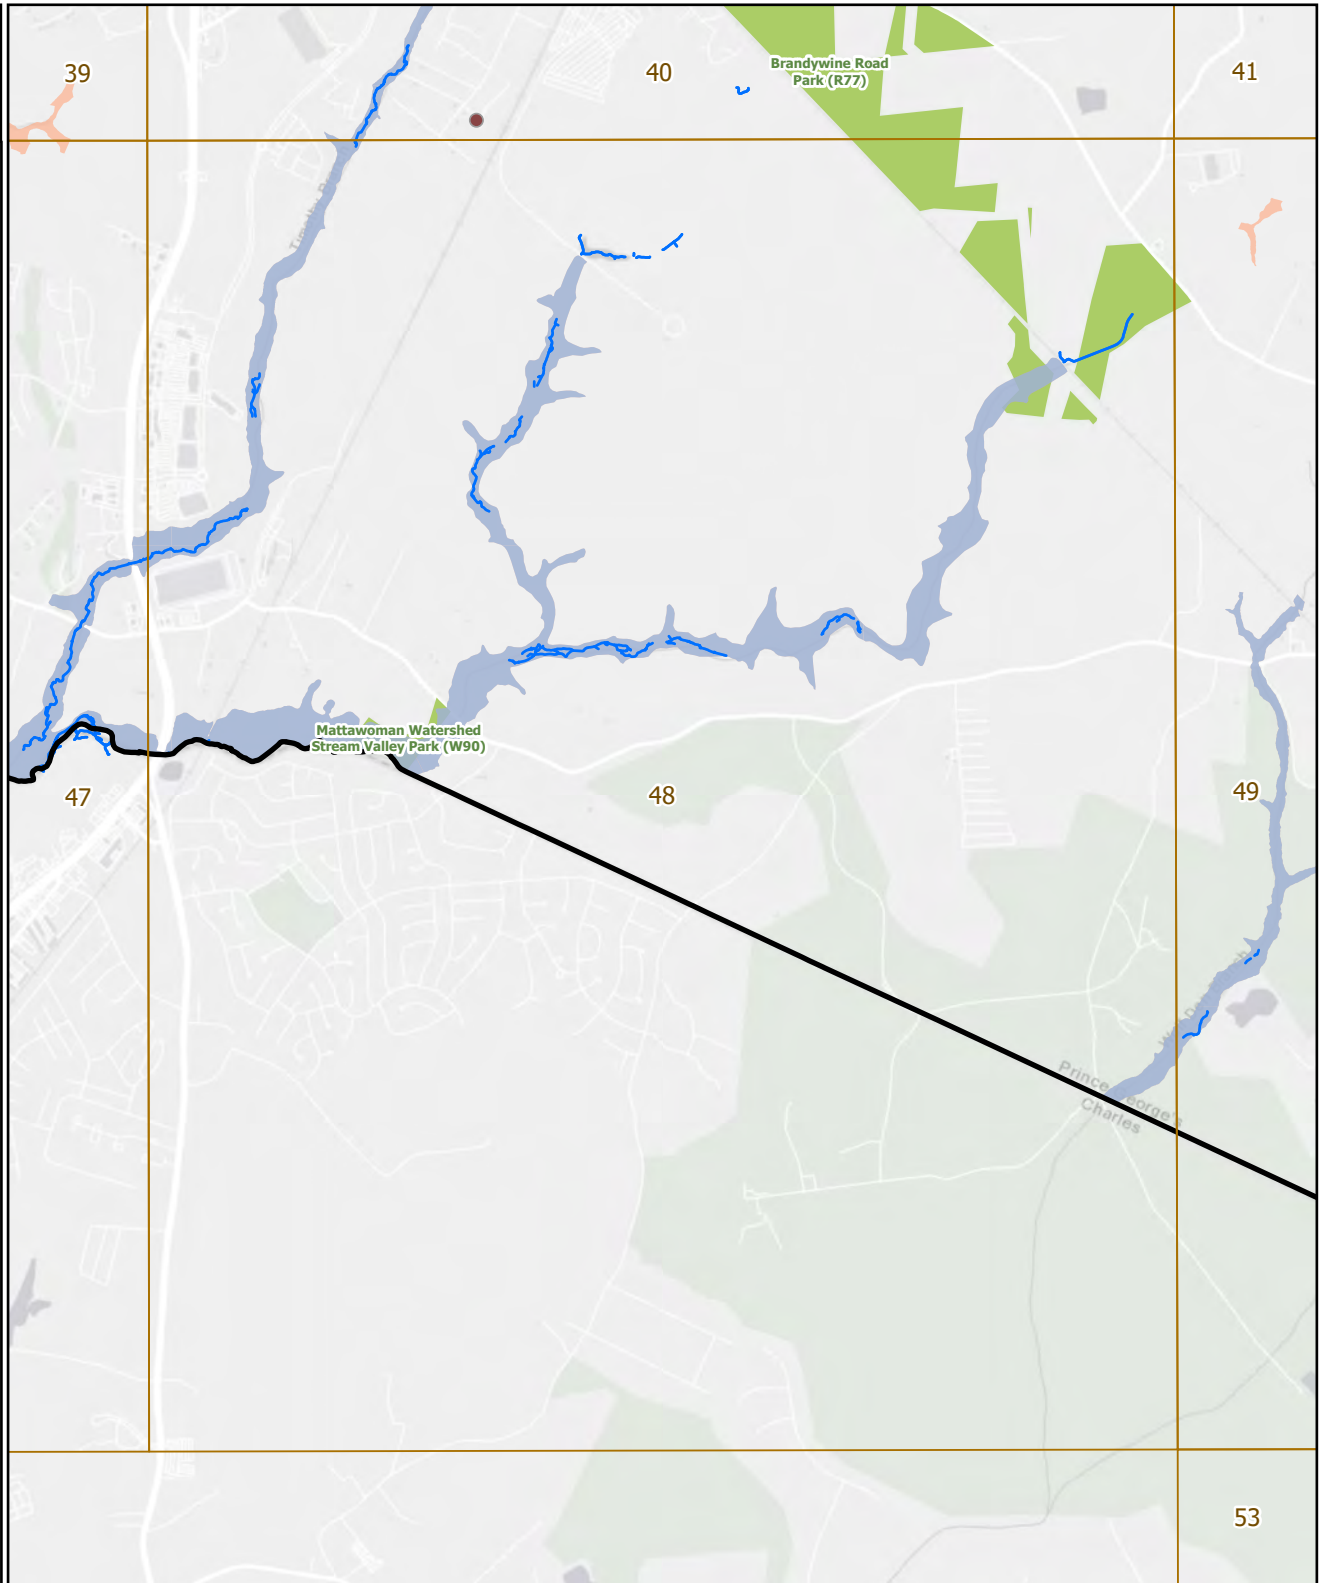 39
40
41
Brandywine Road
Park (R77)
Mattawoman Watershed
Stream Valley Park (W90)
47
48
49
Prince George's
Charles
53